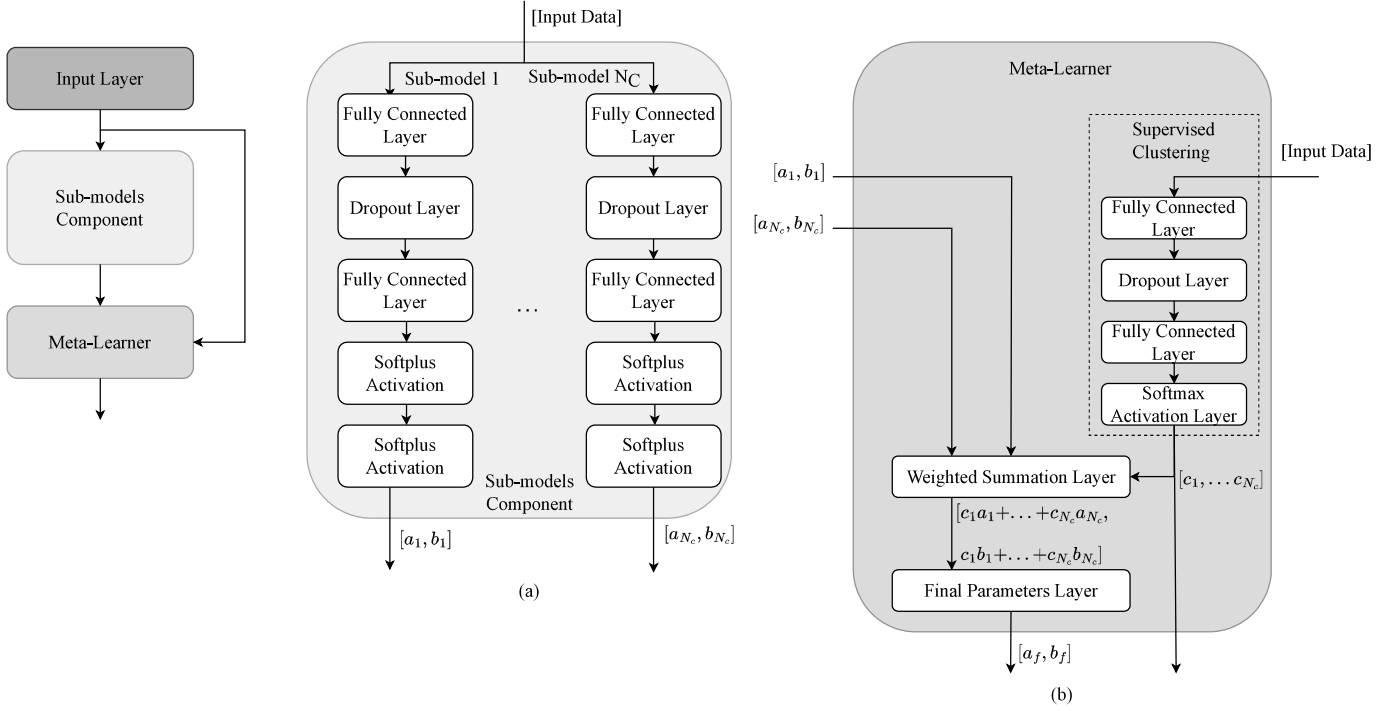 Input Layer
Sub-models
Component
Meta-Learner
[Input Data]
Sub-model 1
Sub-model N_C
Fully Connected
Layer
Dropout Layer
Fully Connected
Layer
Softplus
Activation
Softplus
Activation
...
Fully Connected
Layer
Dropout Layer
Fully Connected
Layer
Softplus
Activation
Softplus
Activation
Sub-models
Component
[a_1, b_1]
[a_{N_c}, b_{N_c}]
(a)
Meta-Learner
Supervised
Clustering
[Input Data]
[a_1, b_1]
[a_{N_c}, b_{N_c}]
Fully Connected
Layer
Dropout Layer
Fully Connected
Layer
Softmax
Activation Layer
Weighted Summation Layer
[c_1, ... c_{N_c}]
[c_1a_1+...+c_{N_c}a_{N_c},
c_1b_1+...+c_{N_c}b_{N_c}]
Final Parameters Layer
[a_f, b_f]
(b)